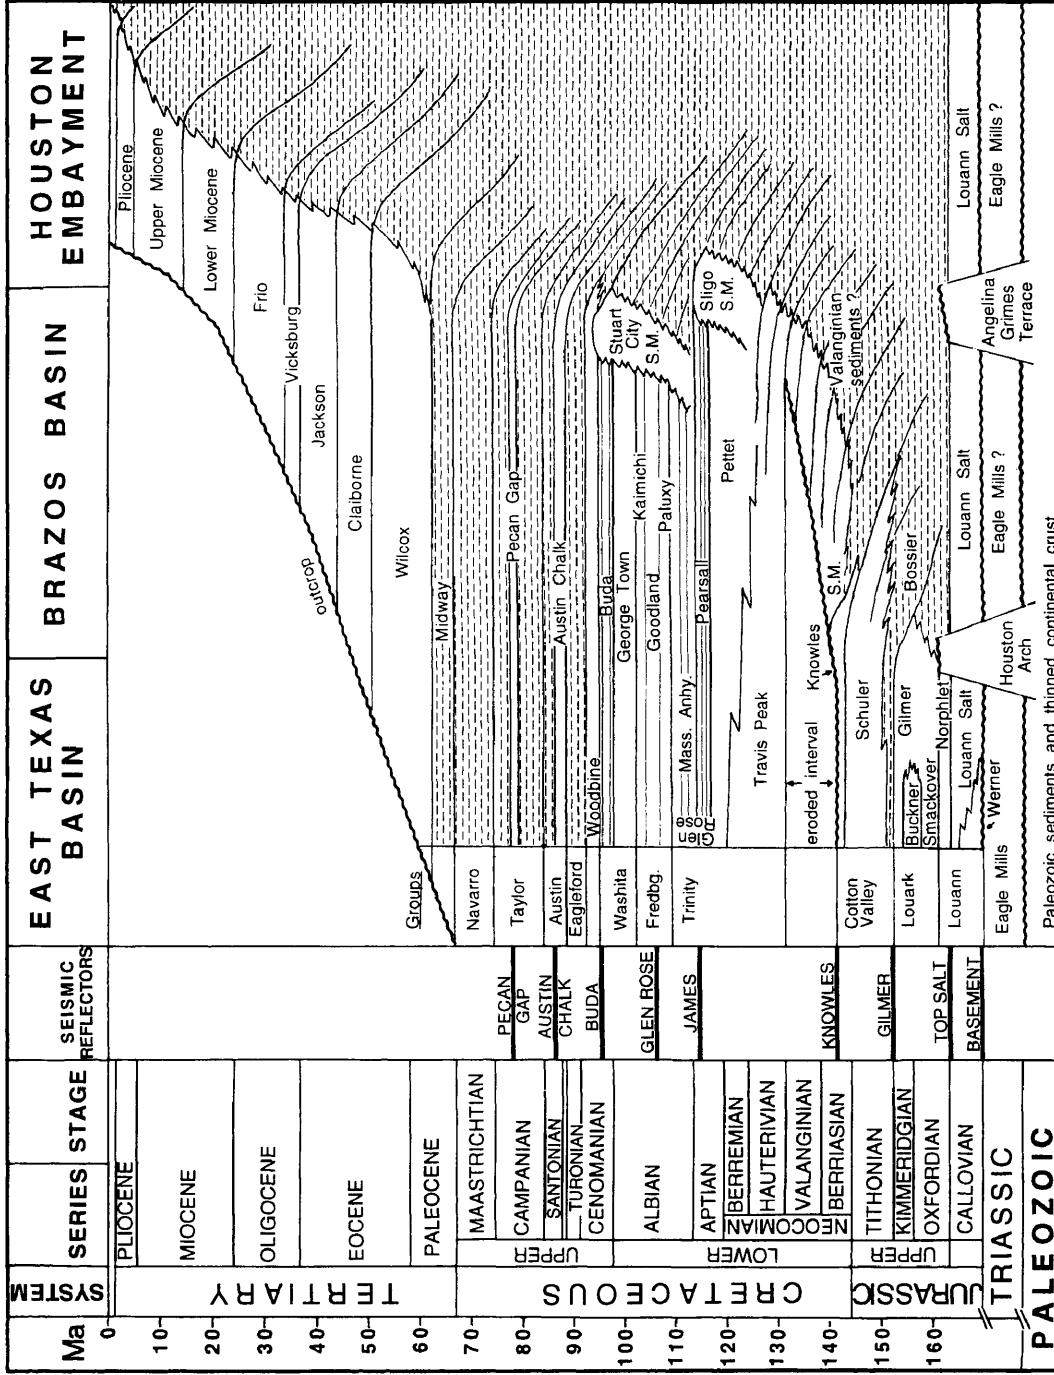 Ma
SYSTEM
SERIES
STAGE
SEISMIC
REFLECTORS
EAST TEXAS
BASIN
BRAZOS BASIN
HOUSTON
EMBAYMENT
0
10
20
30
40
50
60
70
80
90
100
110
120
130
140
150
160
TERTIARY
CRETACEOUS
JURASSIC
TRIASSIC
PALEOZOIC
UPPER
LOWER
NEOCOMIAN
UPPER
PLIOCENE
MIOCENE
OLIGOCENE
EOCENE
PALEOCENE
MAASTRICHTIAN
CAMPANIAN
SANTONIAN
TURONIAN
CENOMANIAN
ALBIAN
APTIAN
BERREMIAN
HAUTERIVIAN
VALANGINIAN
BERRIASIAN
TITHONIAN
KIMMERIDGIAN
OXFORDIAN
CALLOVIAN
PECAN
GAP
AUSTIN
CHALK
BUDA
GLEN ROSE
JAMES
KNOWLES
GILMER
TOP SALT
BASEMENT
Groups
Navarro
Taylor
Austin
Eagleford
Washita
Fredbg.
Trinity
Cotton
Valley
Louark
Louann
Eagle Mills
Pliocene
Upper Miocene
Lower Miocene
Frio
Vicksburg
Jackson
Claiborne
outcrop
Wilcox
Midway
Pecan Gap
Austin Chalk
Woodbine
Buda
George Town
Kaimichi
Goodland
Paluxy
Stuart
City
S.M.
Mass. Anhy
Glen
Rose
Pearsall
Sligo
S.M.
Pettet
Travis Peak
eroded interval
Knowles
S.M.
Valanginian
sediments ?
Schuler
Gilmer
Bossier
Buckner
Smackover
Norphlet
Louann Salt
Louann Salt
Louann Salt
Werner
Houston
Arch
Eagle Mills ?
Angelina
Grimes
Terrace
Eagle Mills ?
Paleozoic sediments and thinned continental crust